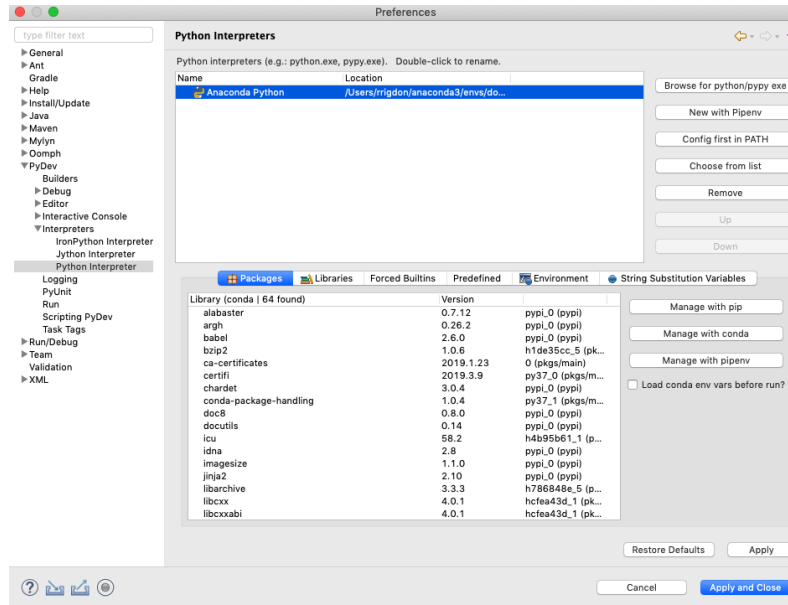 Preferences
type filter text
General
Ant
Gradle
Help
Install/Update
Java
Maven
Mylyn
Oomph
PyDev
Builders
Debug
Editor
Interactive Console
Interpreters
IronPython Interpreter
Jython Interpreter
Python Interpreter
Logging
PyUnit
Run
Scripting PyDev
Task Tags
Run/Debug
Team
Validation
XML
Python Interpreters
Python interpreters (e.g.: python.exe, pypy.exe). Double-click to rename.
Name Location
Anaconda Python /Users/rrigdon/anaconda3/envs/do...
Browse for python/pypy exe
New with Pipenv
Config first in PATH
Choose from list
Remove
Up
Down
Packages Libraries Forced Builtins Predefined Environment String Substitution Variables
Library (conda | 64 found) Version
alabaster 0.7.12 pypi_0 (pypi)
argh 0.26.2 pypi_0 (pypi)
babel 2.6.0 pypi_0 (pypi)
bzip2 1.0.6 h1de35cc_5 (pk...
ca-certificates 2019.1.23 0 (pkgs/main)
certifi 2019.3.9 py37_0 (pkgs/m...
chardet 3.0.4 pypi_0 (pypi)
conda-package-handling 1.0.4 py37_1 (pkgs/m...
doc8 0.8.0 pypi_0 (pypi)
docutils 0.14 pypi_0 (pypi)
icu 58.2 h4b95b61_1 (p...
idna 2.8 pypi_0 (pypi)
imagesize 1.1.0 pypi_0 (pypi)
jinja2 2.10 pypi_0 (pypi)
libarchive 3.3.3 h786848e_5 (p...
libcxx 4.0.1 hcfea43d_1 (pk...
libcxxabi 4.0.1 hcfea43d_1 (pk...
Manage with pip
Manage with conda
Manage with pipenv
Load conda env vars before run?
Restore Defaults Apply
Cancel Apply and Close